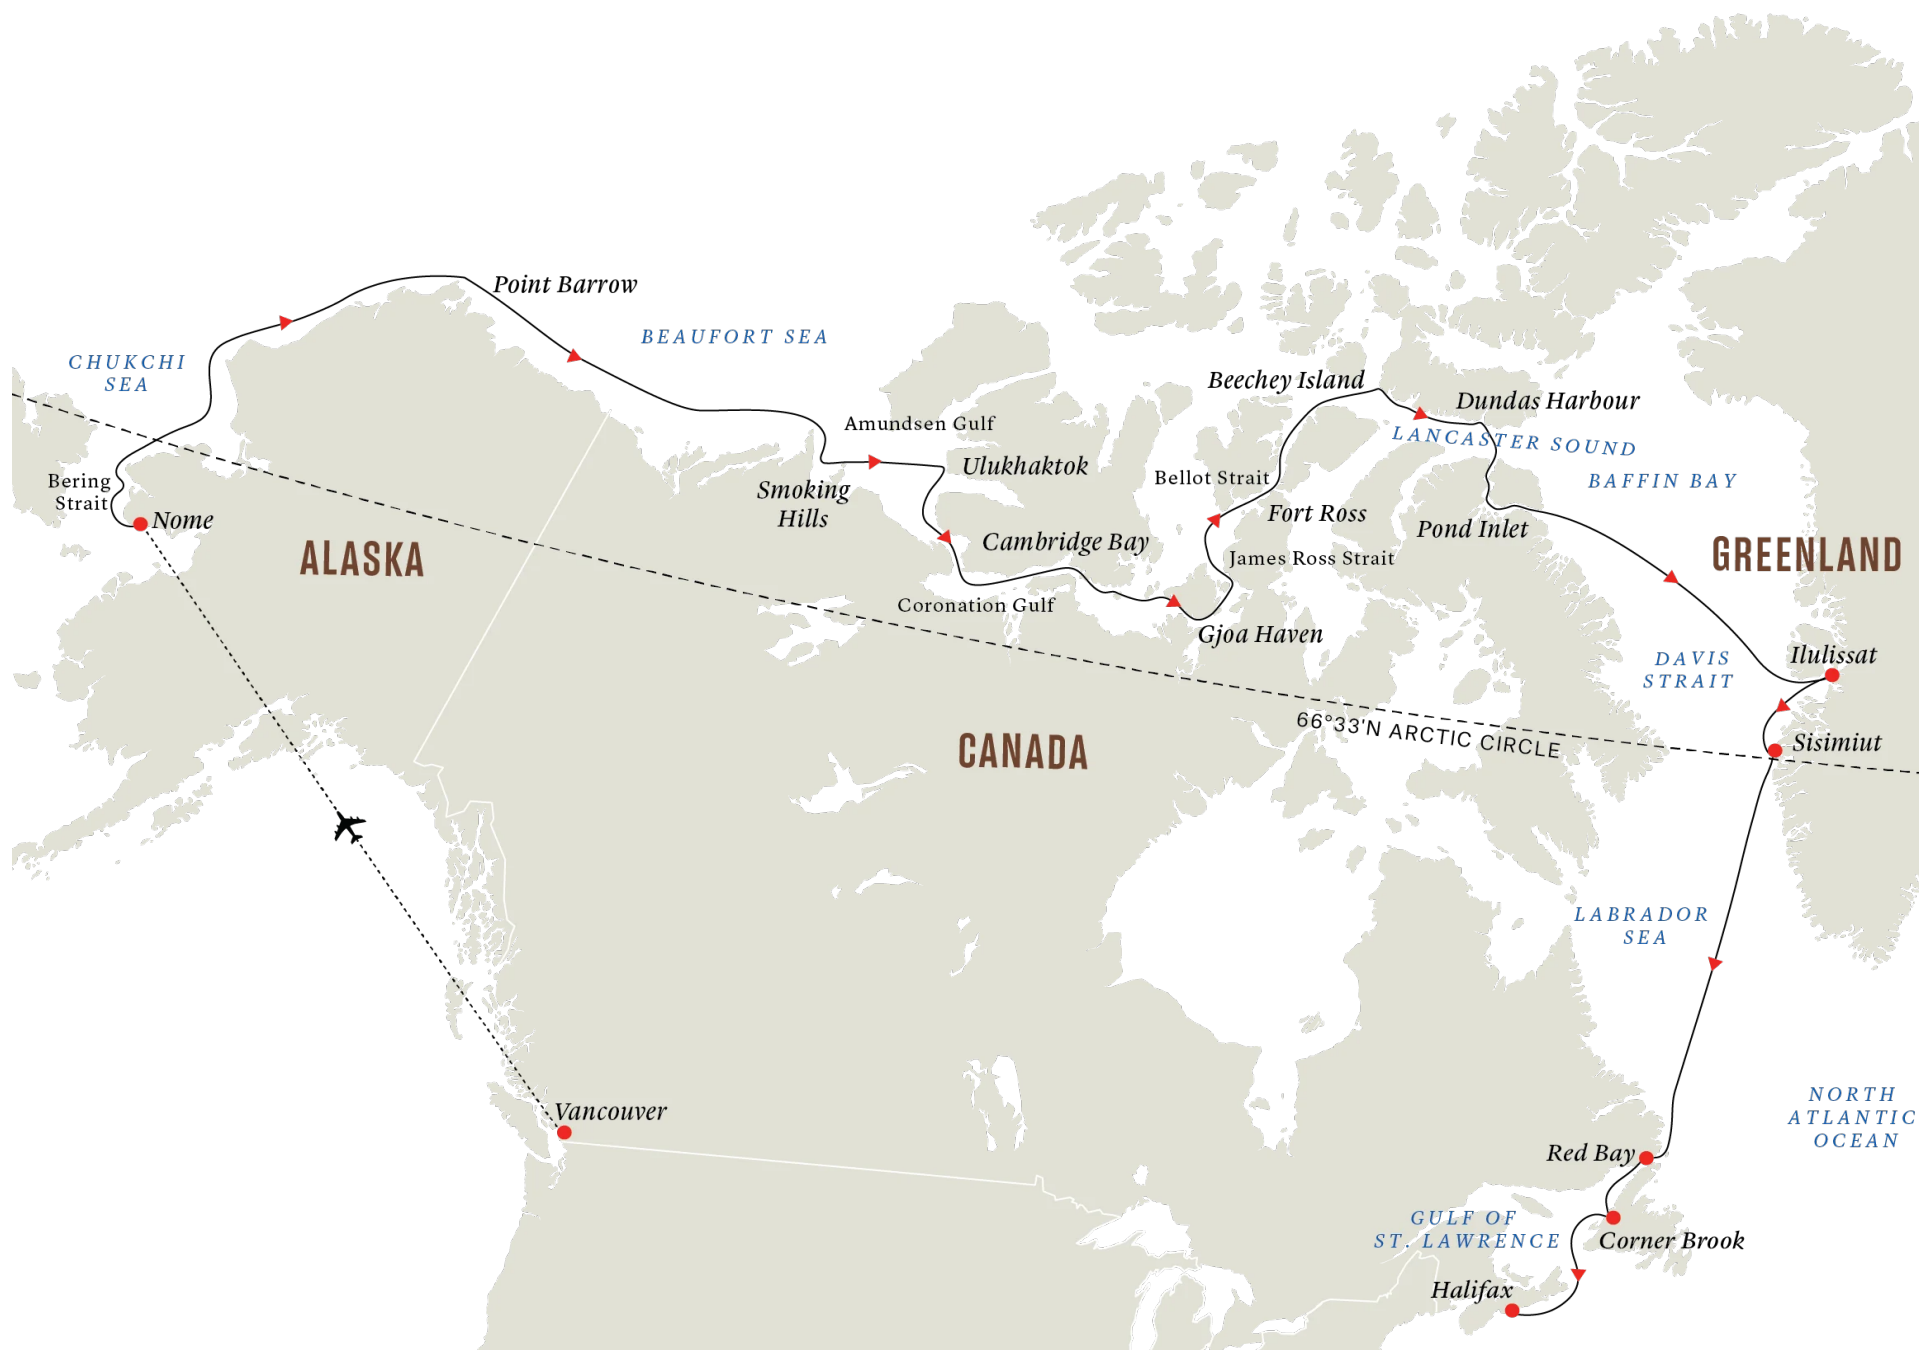 Point Barrow
BEAUFORT SEA
CHUKCHI
SEA
Beechey Island
Dundas Harbour
Amundsen Gulf
LANCASTER SOUND
Ulukhaktok
Bellot Strait
BAFFIN BAY
Bering
Strait
Smoking
Hills
Nome
Fort Ross
Pond Inlet
ALASKA
Cambridge Bay
James Ross Strait
GREENLAND
Coronation Gulf
Gjoa Haven
DAVIS
STRAIT
Ilulissat
66°33'N ARCTIC CIRCLE
CANADA
Sisimiut
LABRADOR
SEA
Vancouver
NORTH
ATLANTIC
OCEAN
Red Bay
GULF OF
ST. LAWRENCE
Corner Brook
Halifax